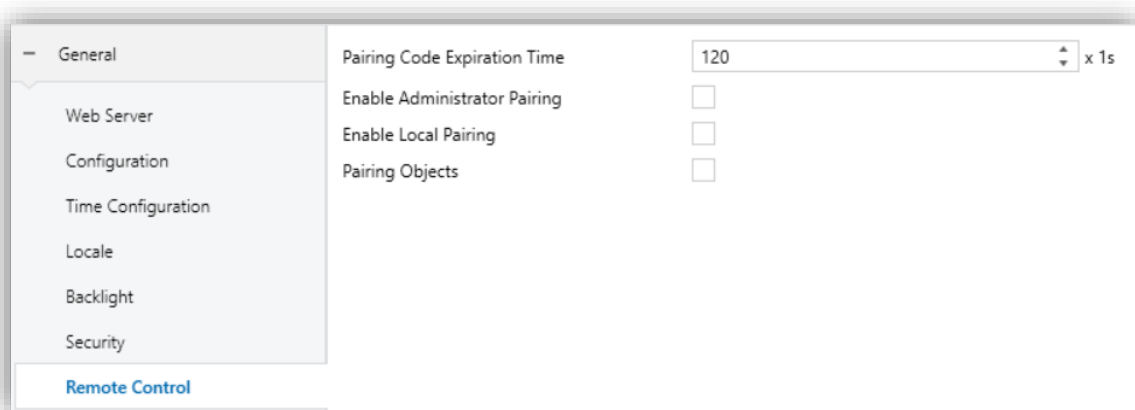 General
Web Server
Configuration
Time Configuration
Locale
Backlight
Security
Remote Control
Pairing Code Expiration Time 120 x 1s
Enable Administrator Pairing
Enable Local Pairing
Pairing Objects